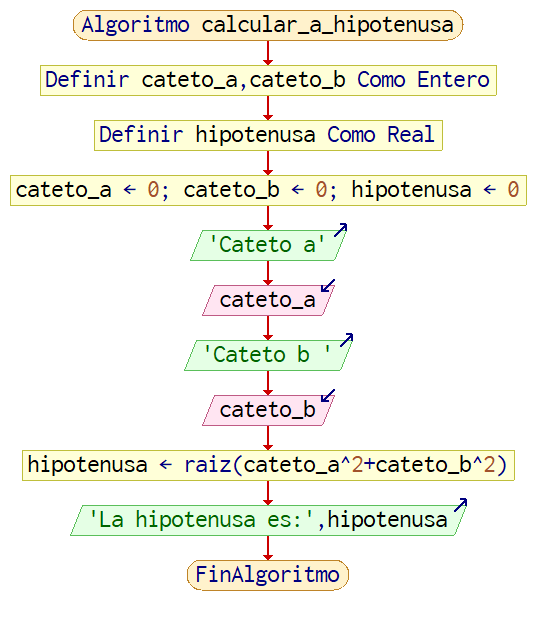 Algoritmo calcular_a_hipotenusa
Definir cateto_a,cateto_b Como Entero
Definir hipotenusa Como Real
cateto_a ← 0; cateto_b ← 0; hipotenusa ← 0
'Cateto a'
cateto_a
'Cateto b '
cateto_b
hipotenusa ← raiz(cateto_a^2+cateto_b^2)
'La hipotenusa es:',hipotenusa
FinAlgoritmo